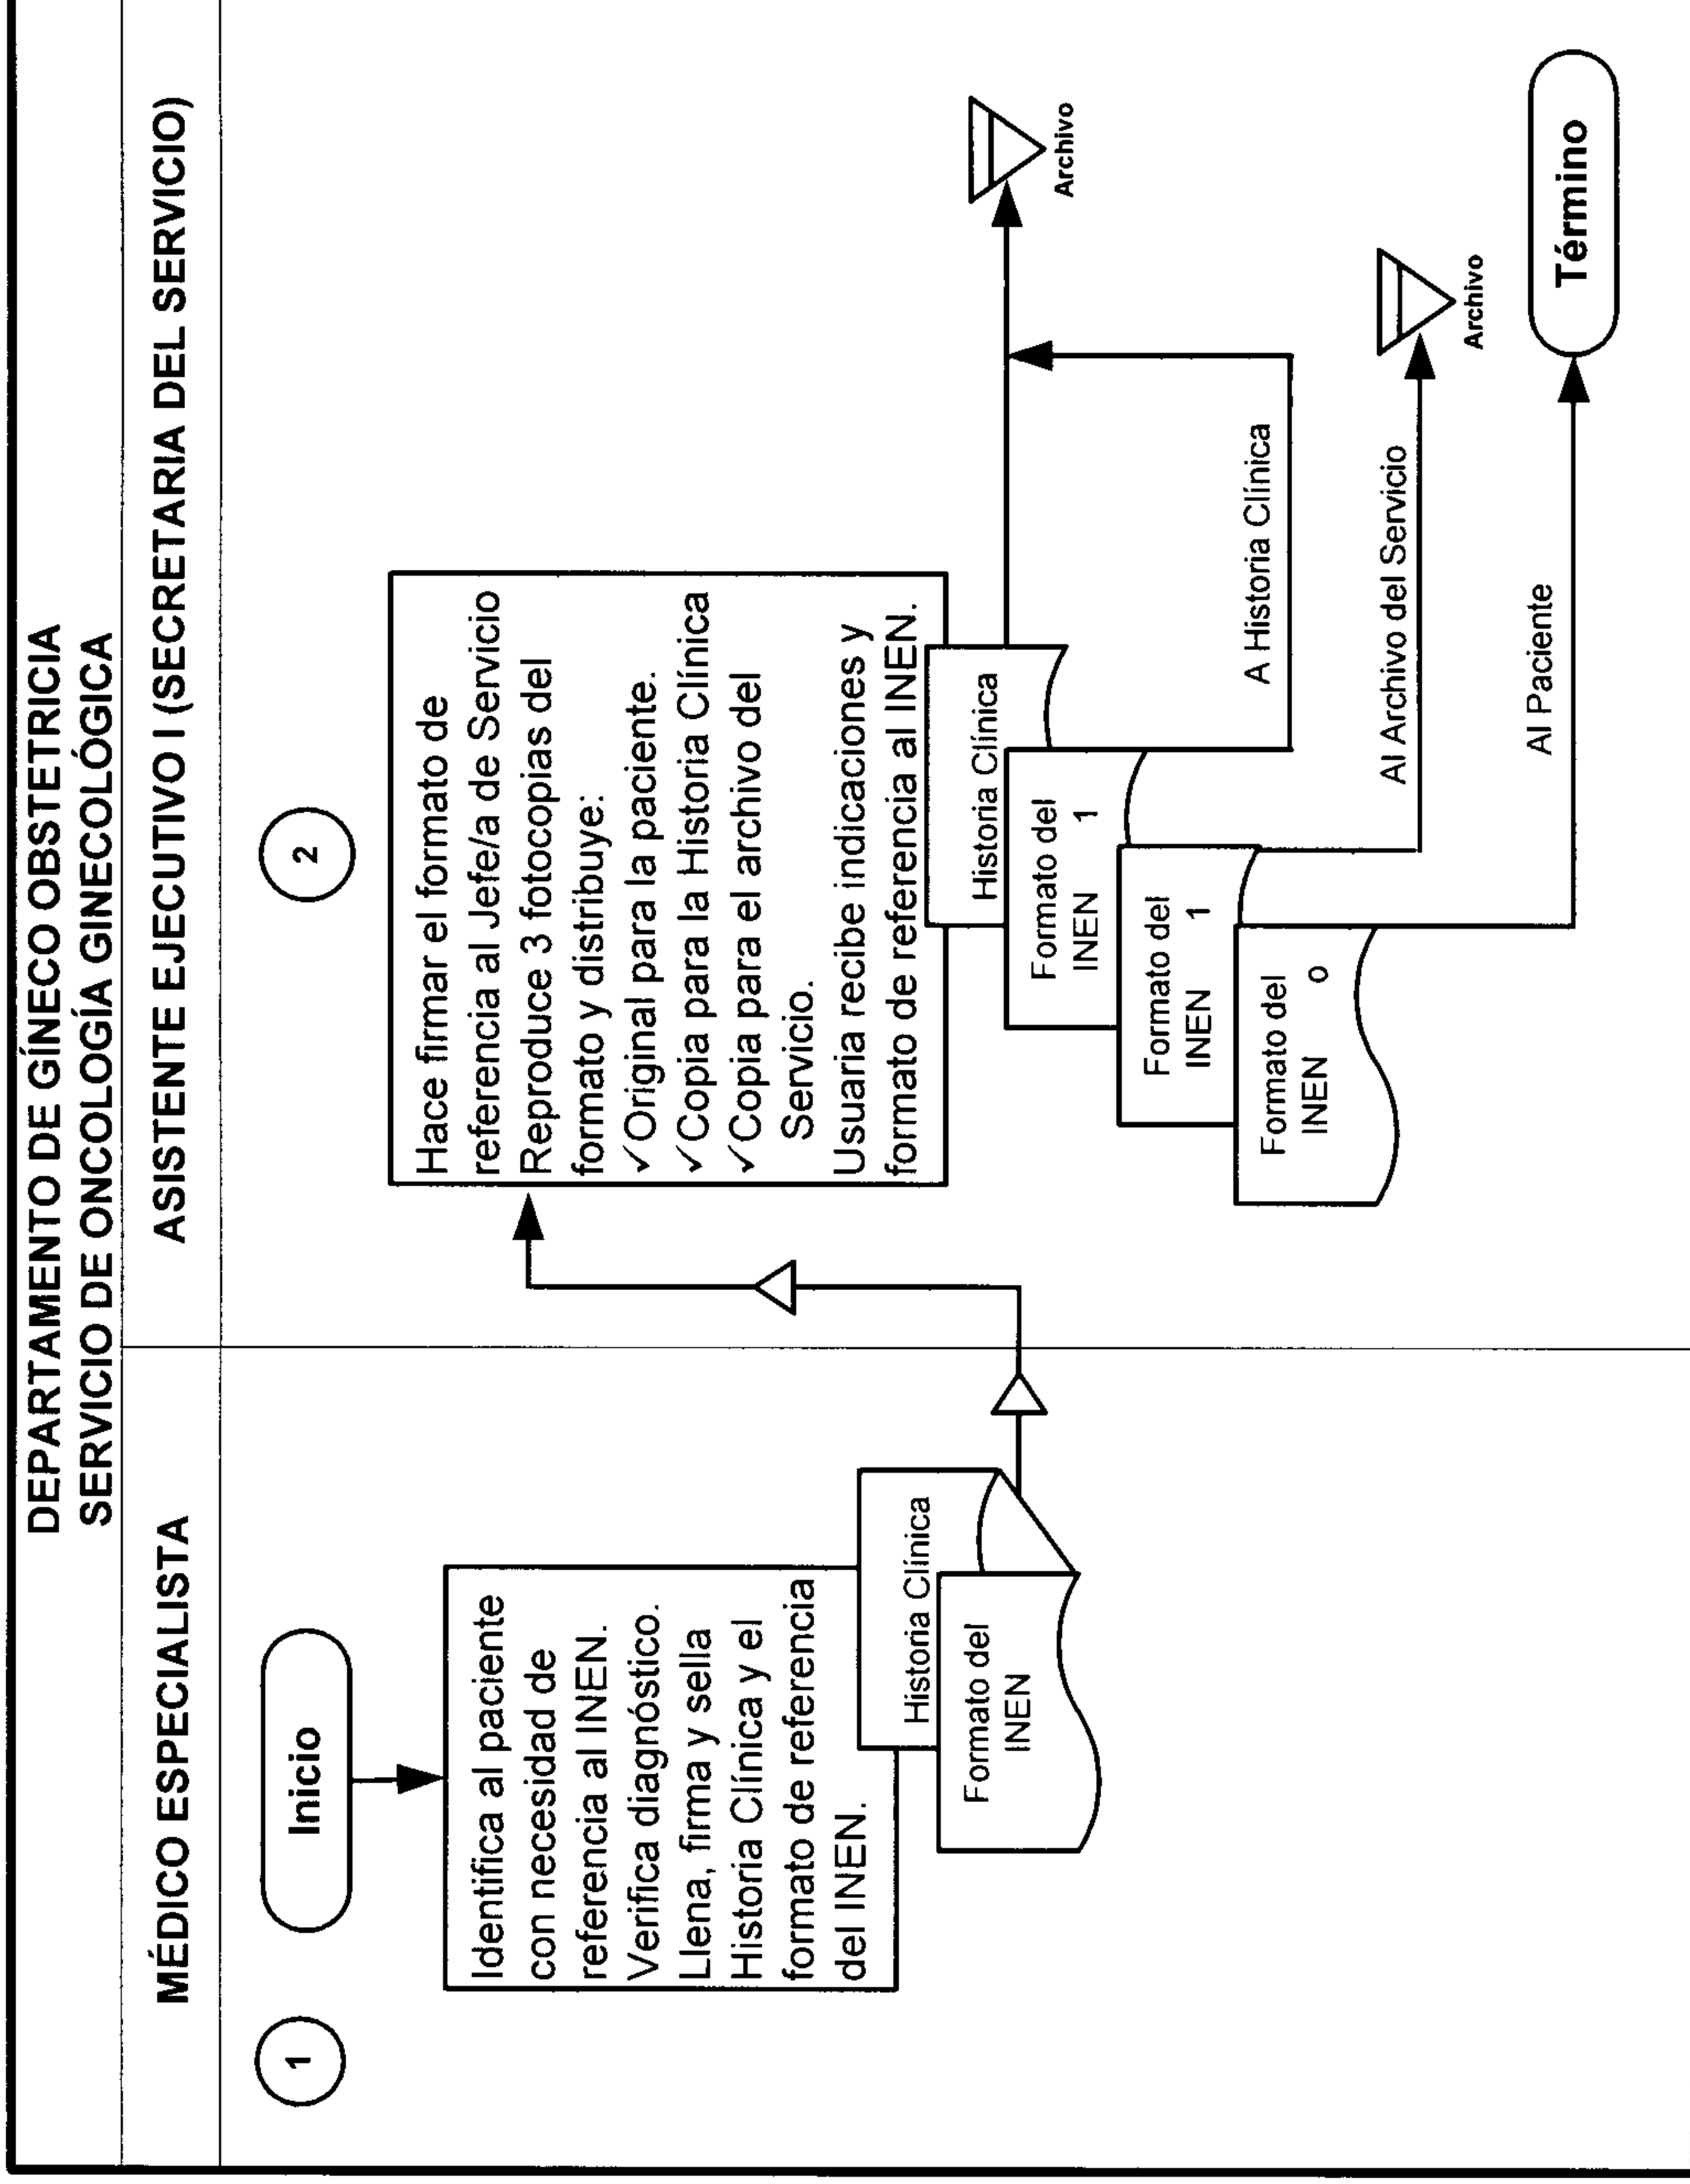 DEPARTAMENTO DE GÍNECO OBSTETRICIA
SERVICIO DE ONCOLOGÍA GINECOLÓGICA
MÉDICO ESPECIALISTA
ASISTENTE EJECUTIVO I (SECRETARIA DEL SERVICIO)
1
Inicio
Identifica al paciente
con necesidad de
referencia al INEN.
Verifica diagnóstico.
Llena, firma y sella
Historia Clínica y el
formato de referencia
del INEN.
Historia Clínica
Formato del
INEN
2
Hace firmar el formato de
referencia al Jefe/a de Servicio
Reproduce 3 fotocopias del
formato y distribuye:
✓Original para la paciente.
✓Copia para la Historia Clínica
✓Copia para el archivo del
Servicio.
Usuaria recibe indicaciones y
formato de referencia al INEN.
Historia Clínica
Formato del
INEN 1
Formato del
INEN 1
Formato del
INEN o
Archivo
A Historia Clínica
Al Archivo del Servicio
Archivo
Al Paciente
Término